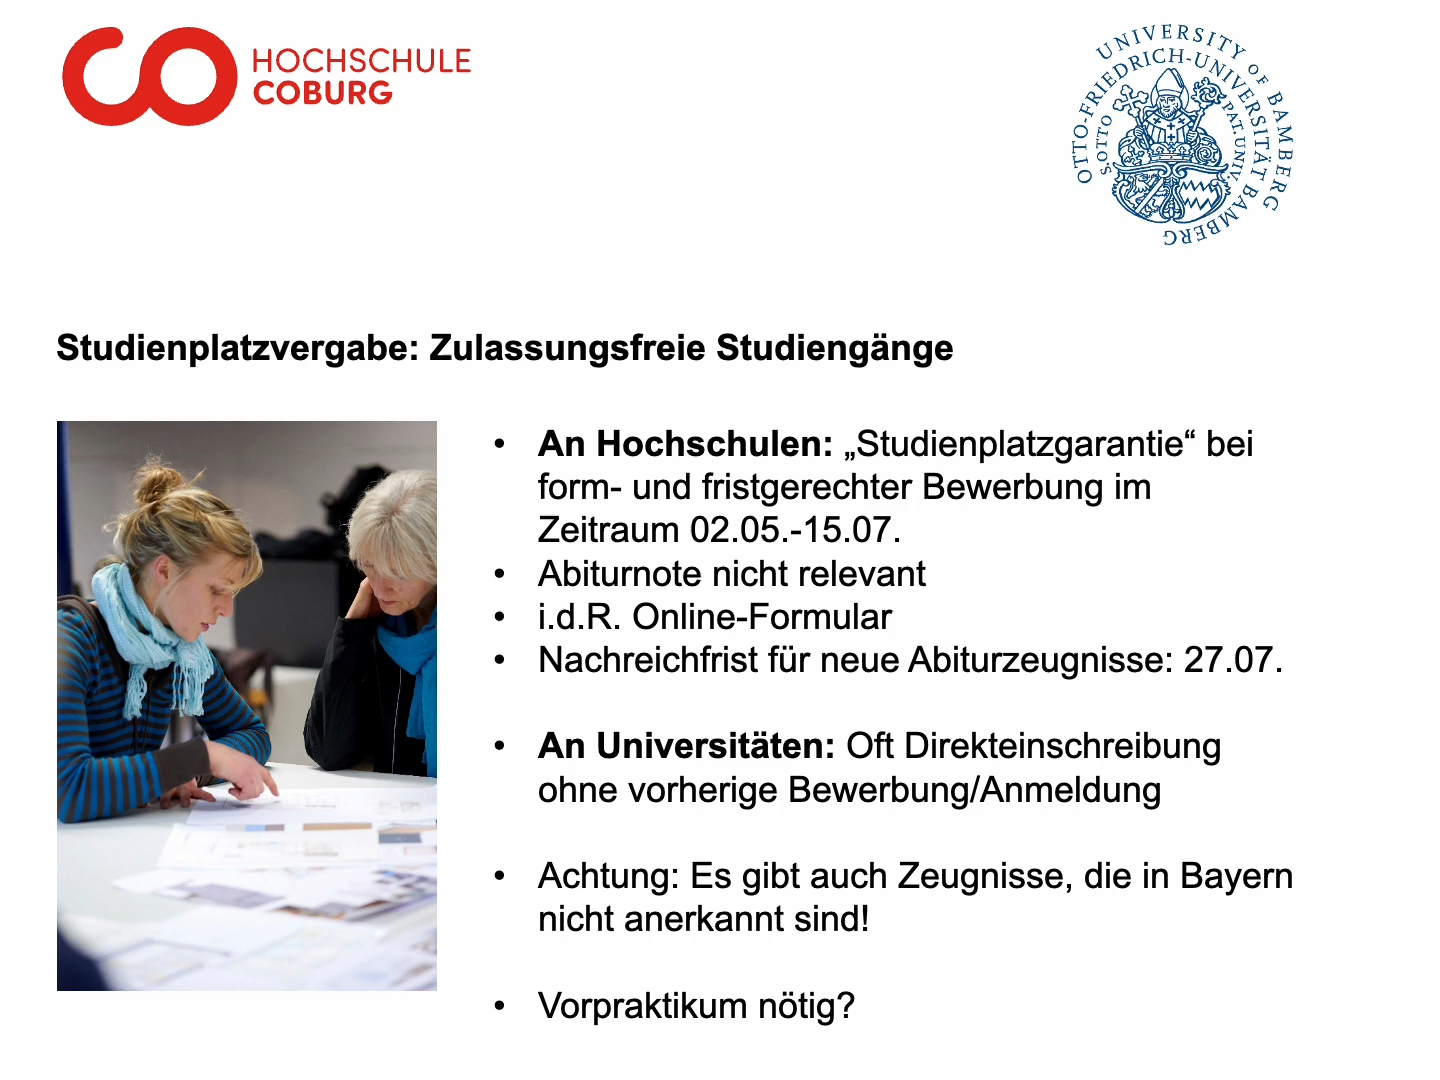 HOCHSCHULE
COBURG
UNIVERSITY OF BAMBERG
OTTO-FRIEDRICH-UNIVERSITÄT BAMBERG
S. OTTO PAT. UNIV.
Studienplatzvergabe: Zulassungsfreie Studiengänge
• An Hochschulen: „Studienplatzgarantie“ bei
form- und fristgerechter Bewerbung im
Zeitraum 02.05.-15.07.
• Abiturnote nicht relevant
• i.d.R. Online-Formular
• Nachreichfrist für neue Abiturzeugnisse: 27.07.
• An Universitäten: Oft Direkteinschreibung
ohne vorherige Bewerbung/Anmeldung
• Achtung: Es gibt auch Zeugnisse, die in Bayern
nicht anerkannt sind!
• Vorpraktikum nötig?